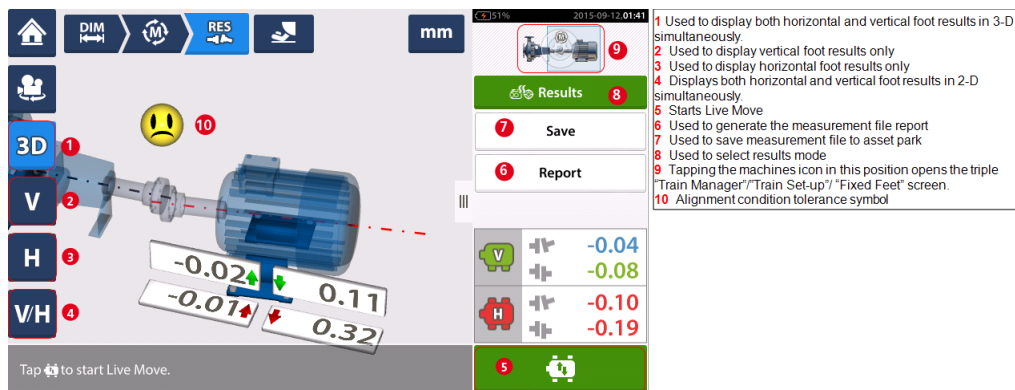 DIM
M
RES
mm
51%
2015-09-12, 01:41
9
Results
8
7
Save
6
Report
3D
1
V
2
H
3
V/H
4
10
-0.02
0.11
-0.01
0.32
V
-0.04
-0.08
H
-0.10
-0.19
Tap to start Live Move.
5
1 Used to display both horizontal and vertical foot results in 3-D
simultaneously.
2 Used to display vertical foot results only
3 Used to display horizontal foot results only
4 Displays both horizontal and vertical foot results in 2-D
simultaneously.
5 Starts Live Move
6 Used to generate the measurement file report
7 Used to save measurement file to asset park
8 Used to select results mode
9 Tapping the machines icon in this position opens the triple
“Train Manager”/“Train Set-up”/ “Fixed Feet” screen.
10 Alignment condition tolerance symbol